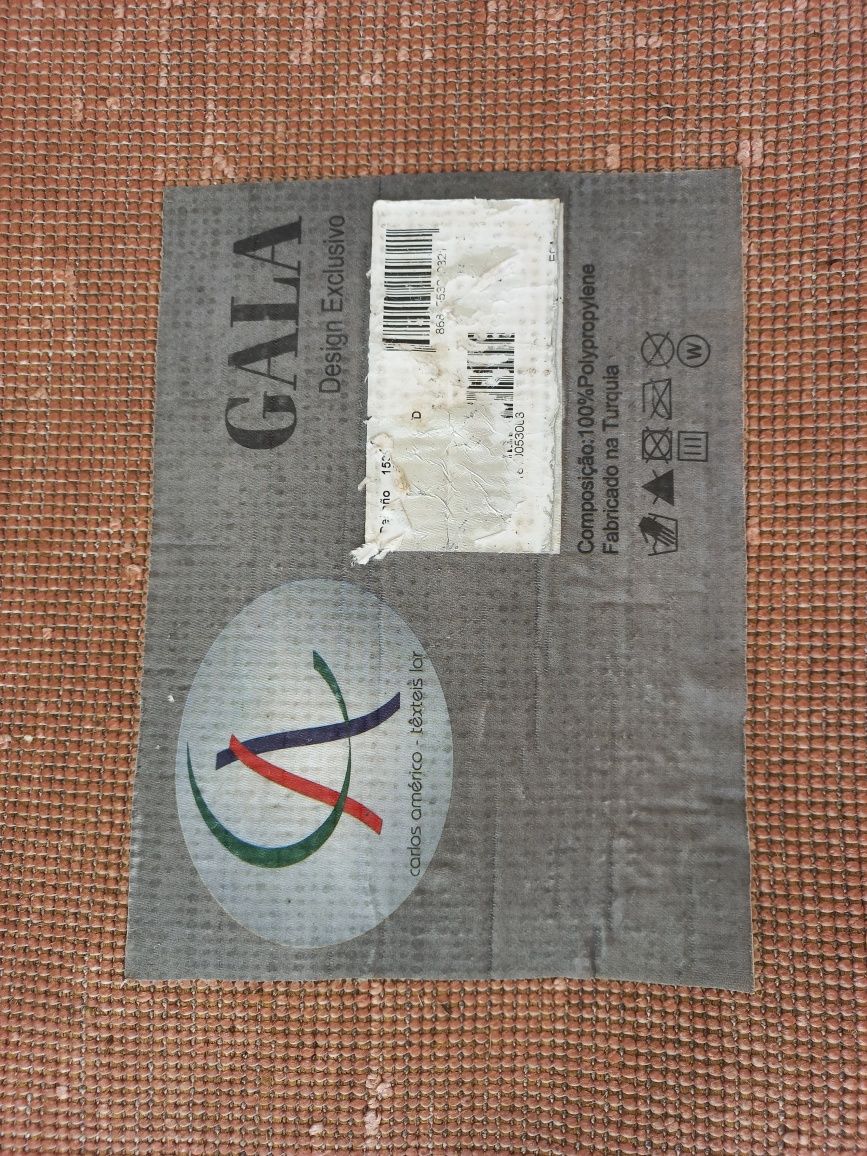 GALA
Design Exclusivo
D
Composição:100%Polypropylene
Fabricado na Turquia
W
carlos américo - têxteis lar